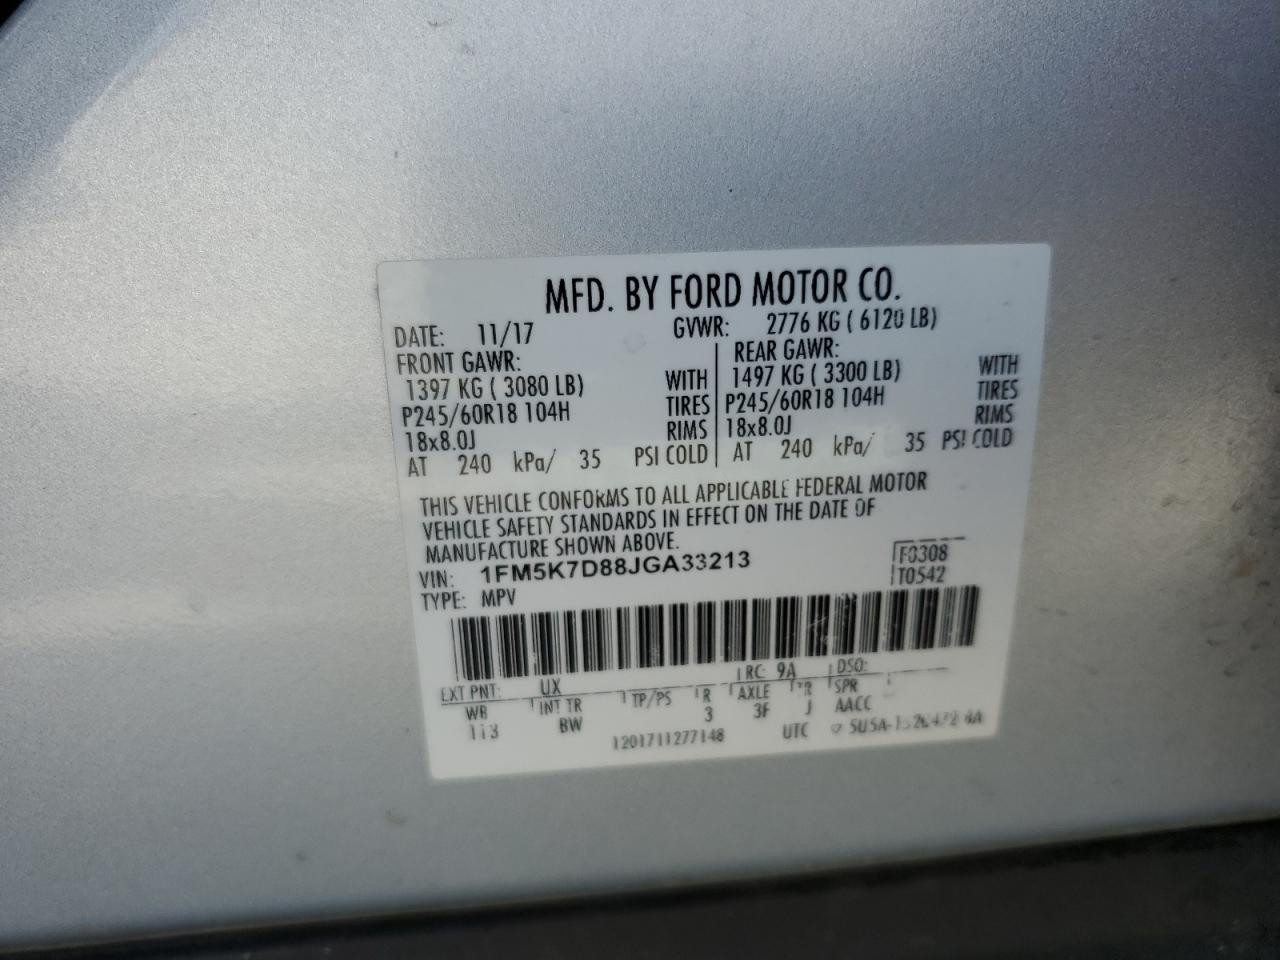 MFD. BY FORD MOTOR CO.
DATE: 11/17 GVWR: 2776 KG ( 6120 LB)
FRONT GAWR: REAR GAWR:
1397 KG ( 3080 LB) WITH 1497 KG ( 3300 LB) WITH
P245/60R18 104H TIRES P245/60R18 104H TIRES
18x8.0J RIMS 18x8.0J RIMS
AT 240 kPa/ 35 PSI COLD AT 240 kPa/ 35 PSI COLD
THIS VEHICLE CONFORMS TO ALL APPLICABLE FEDERAL MOTOR
VEHICLE SAFETY STANDARDS IN EFFECT ON THE DATE OF
MANUFACTURE SHOWN ABOVE.
VIN: 1FM5K7D88JGA33213 F0308
TYPE: MPV T0542
EXT PNT: UX RC: 9A DSO:
WB INT TR TP/PS R AXLE TR SPR
113 BW 3 3F J AACC
1201711277148 UTC